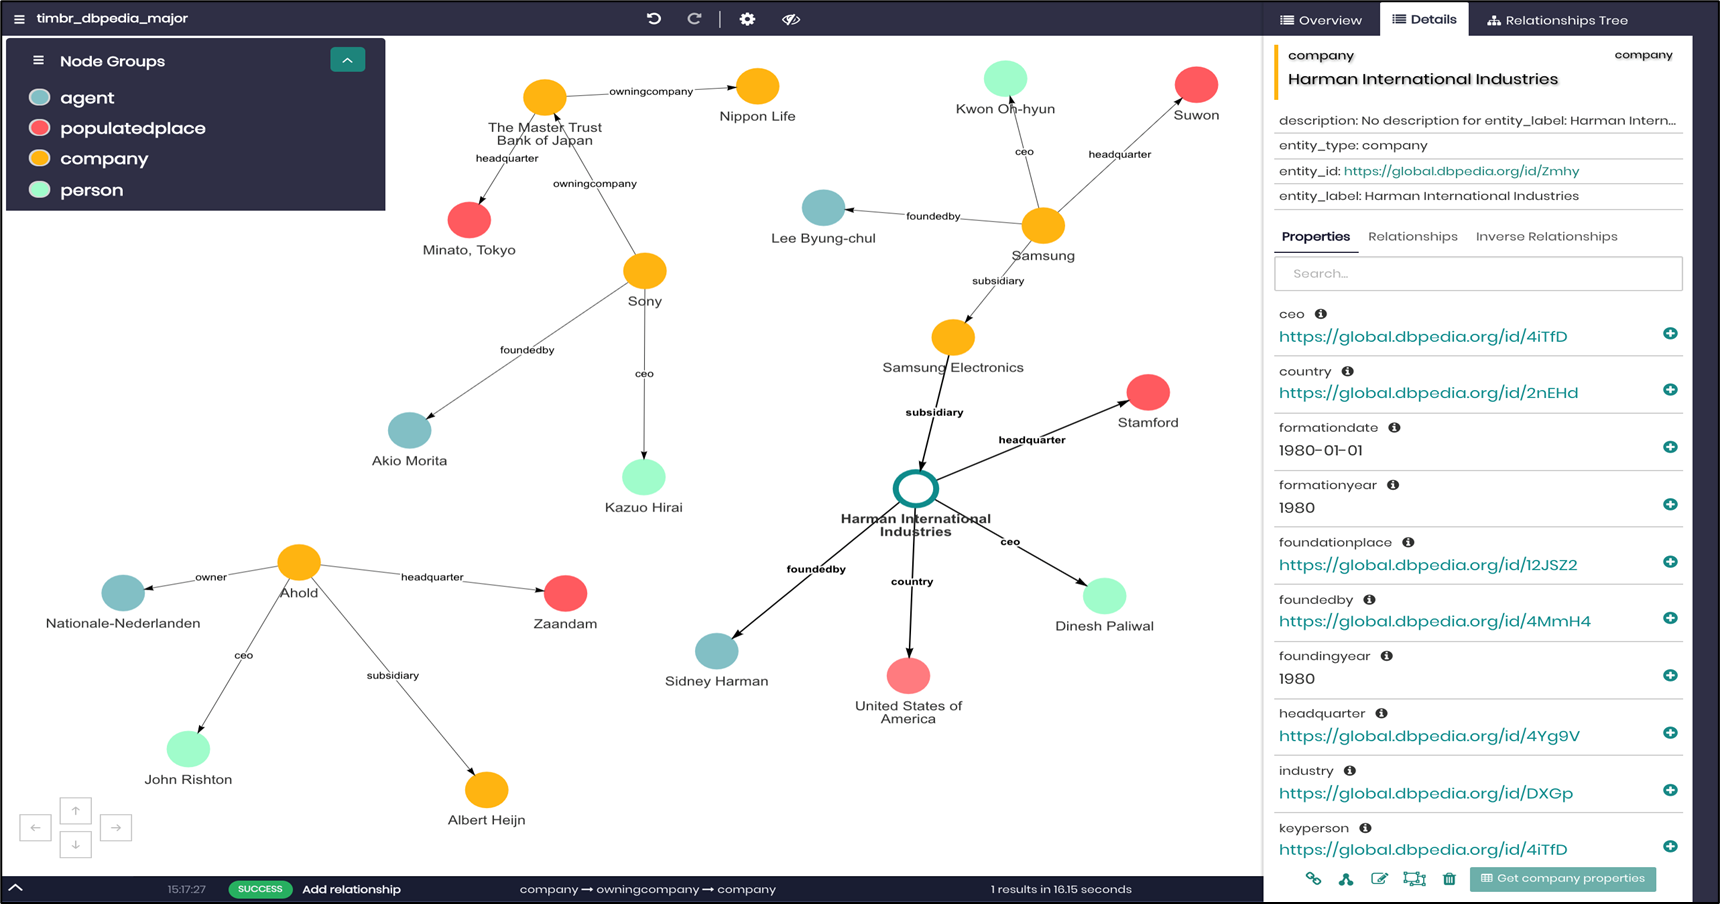 timbr_dbpedia_major
Overview
Details
Relationships Tree
Node Groups
agent
populatedplace
company
person
owningcompany
Nippon Life
The Master Trust
Bank of Japan
headquarter
owningcompany
Minato, Tokyo
Sony
foundedby
ceo
Akio Morita
Kazuo Hirai
Kwon Oh-hyun
Suwon
ceo
headquarter
foundedby
Lee Byung-chul
Samsung
subsidiary
Samsung Electronics
subsidiary
headquarter
Stamford
Harman International
Industries
foundedby
country
ceo
Sidney Harman
United States of
America
Dinesh Paliwal
Ahold
owner
headquarter
Nationale-Nederlanden
Zaandam
ceo
subsidiary
John Rishton
Albert Heijn
company
company
Harman International Industries
description: No description for entity_label: Harman Intern...
entity_type: company
entity_id: https://global.dbpedia.org/id/Zmhy
entity_label: Harman International Industries
Properties
Relationships
Inverse Relationships
Search...
ceo
https://global.dbpedia.org/id/4iTfD
country
https://global.dbpedia.org/id/2nEHd
formationdate
1980-01-01
formationyear
1980
foundationplace
https://global.dbpedia.org/id/12JSZ2
foundedby
https://global.dbpedia.org/id/4MmH4
foundingyear
1980
headquarter
https://global.dbpedia.org/id/4Yg9V
industry
https://global.dbpedia.org/id/DXGp
keyperson
https://global.dbpedia.org/id/4iTfD
Get company properties
15:17:27
SUCCESS
Add relationship
company → owningcompany → company
1 results in 16.15 seconds